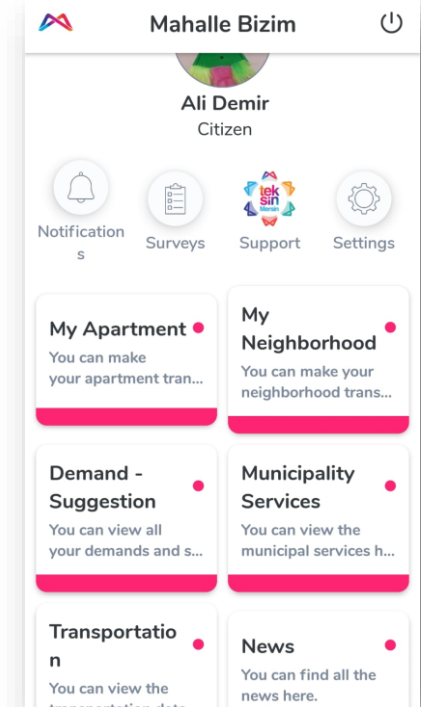 Mahalle Bizim
Ali Demir
Citizen
Notification
s
Surveys
tek
sin
Mersin
Support
Settings
My Apartment
You can make
your apartment tran...
My
Neighborhood
You can make your
neighborhood trans...
Demand -
Suggestion
You can view all
your demands and s...
Municipality
Services
You can view the
municipal services h...
Transportatio
n
You can view the
transportation data
News
You can find all the
news here.